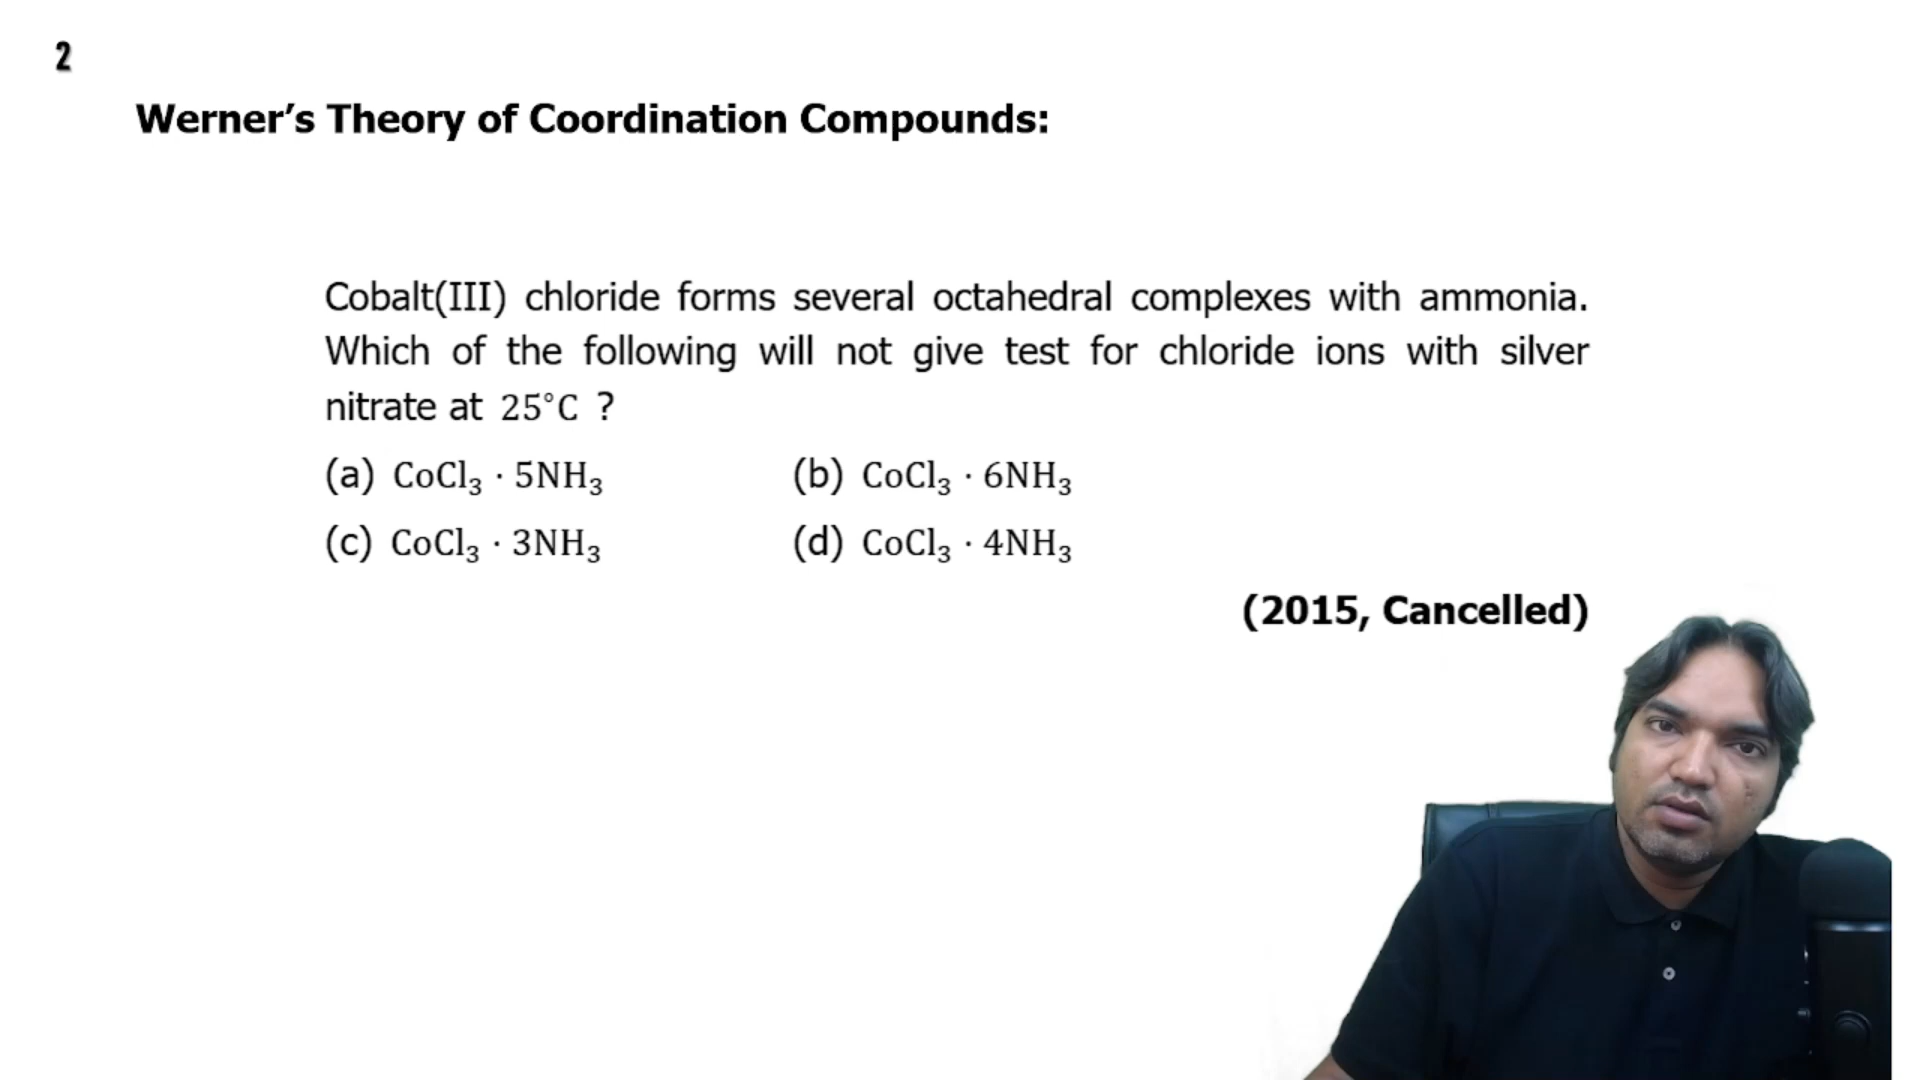 2
Werner’s Theory of Coordination Compounds:
Cobalt(III) chloride forms several octahedral complexes with ammonia.
Which of the following will not give test for chloride ions with silver
nitrate at 25°C ?
(a) CoCl₃ · 5NH₃ (b) CoCl₃ · 6NH₃
(c) CoCl₃ · 3NH₃ (d) CoCl₃ · 4NH₃
(2015, Cancelled)